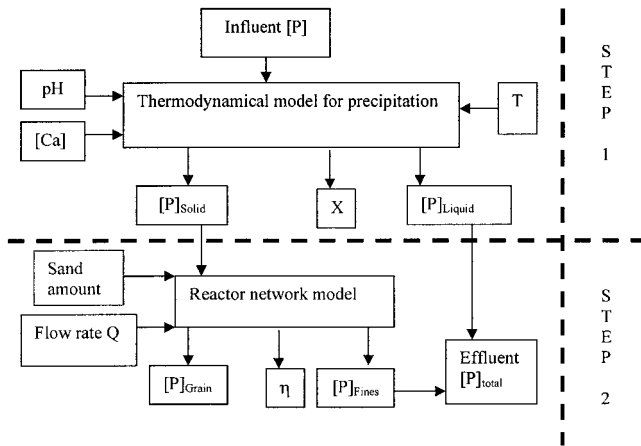 Influent [P]
pH
Thermodynamical model for precipitation
T
[Ca]
[P]Solid
X
[P]Liquid
S
T
E
P
1
Sand
amount
Reactor network model
Flow rate Q
[P]Grain
η
[P]Fines
Effluent
[P]total
S
T
E
P
2